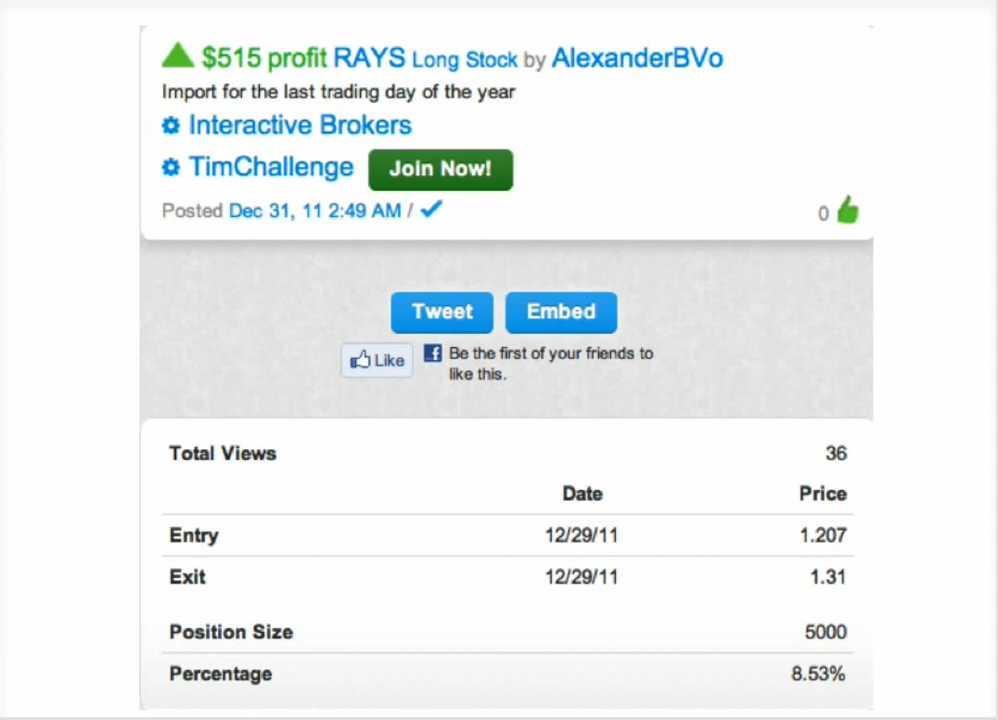 $515 profit RAYS Long Stock by AlexanderBVo
Import for the last trading day of the year
Interactive Brokers
TimChallenge Join Now!
Posted Dec 31, 11 2:49 AM / 0
Tweet Embed
Like Be the first of your friends to
like this.
Total Views 36
Date Price
Entry 12/29/11 1.207
Exit 12/29/11 1.31
Position Size 5000
Percentage 8.53%